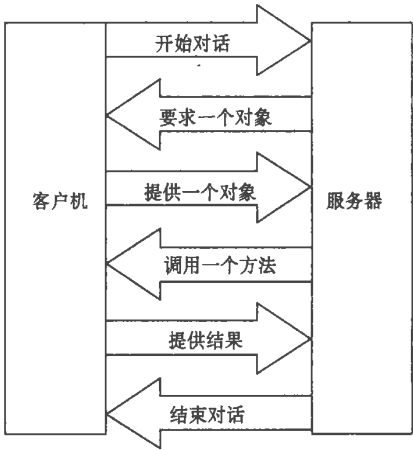 开始对话
要求一个对象
提供一个对象
客户机
服务器
调用一个方法
提供结果
结束对话